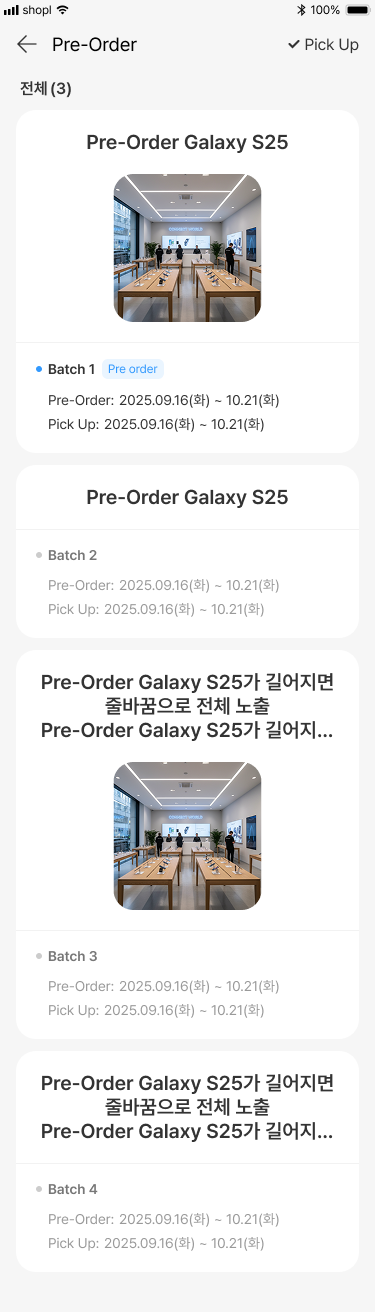 shopl
100%
Pre-Order
Pick Up
전체(3)
Pre-Order Galaxy S25
Batch 1 Pre order
Pre-Order: 2025.09.16(화) ~ 10.21(화)
Pick Up: 2025.09.16(화) ~ 10.21(화)
Pre-Order Galaxy S25
Batch 2
Pre-Order: 2025.09.16(화) ~ 10.21(화)
Pick Up: 2025.09.16(화) ~ 10.21(화)
Pre-Order Galaxy S25가 길어지면
줄바꿈으로 전체 노출
Pre-Order Galaxy S25가 길어지...
Batch 3
Pre-Order: 2025.09.16(화) ~ 10.21(화)
Pick Up: 2025.09.16(화) ~ 10.21(화)
Pre-Order Galaxy S25가 길어지면
줄바꿈으로 전체 노출
Pre-Order Galaxy S25가 길어지...
Batch 4
Pre-Order: 2025.09.16(화) ~ 10.21(화)
Pick Up: 2025.09.16(화) ~ 10.21(화)